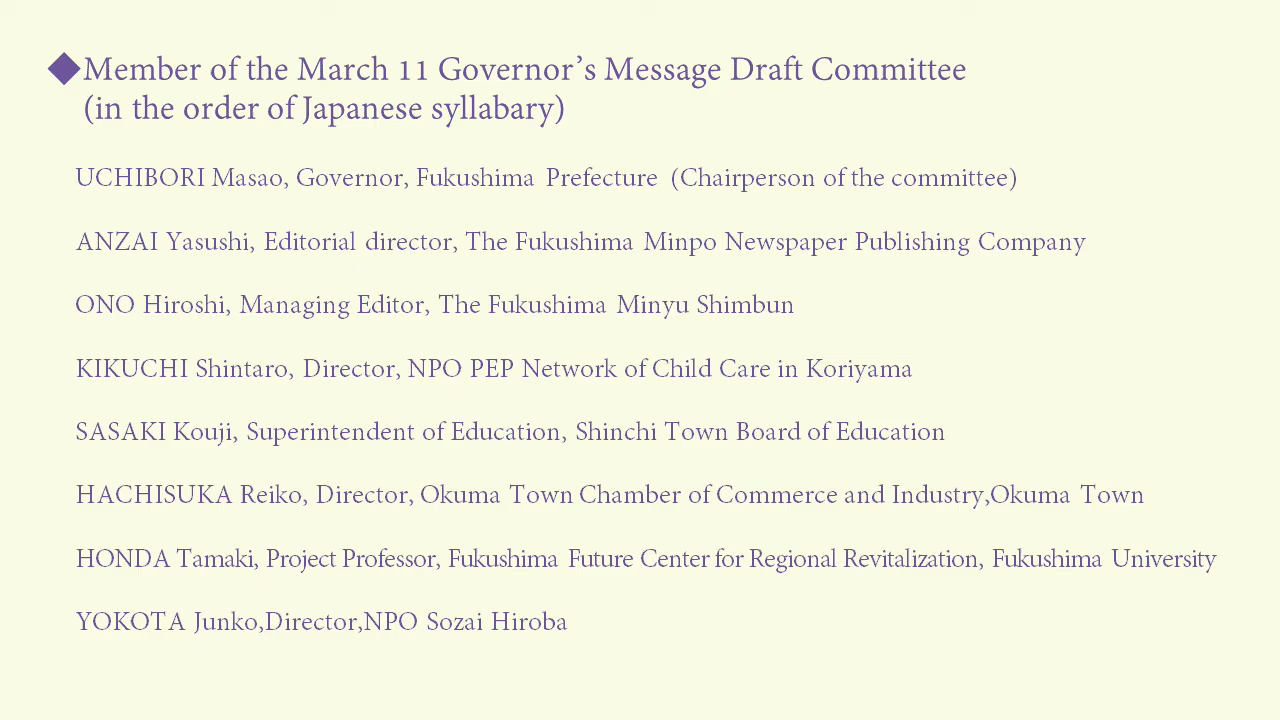 ◆Member of the March 11 Governor’s Message Draft Committee
(in the order of Japanese syllabary)
UCHIBORI Masao, Governor, Fukushima Prefecture (Chairperson of the committee)
ANZAI Yasushi, Editorial director, The Fukushima Minpo Newspaper Publishing Company
ONO Hiroshi, Managing Editor, The Fukushima Minyu Shimbun
KIKUCHI Shintaro, Director, NPO PEP Network of Child Care in Koriyama
SASAKI Kouji, Superintendent of Education, Shinchi Town Board of Education
HACHISUKA Reiko, Director, Okuma Town Chamber of Commerce and Industry,Okuma Town
HONDA Tamaki, Project Professor, Fukushima Future Center for Regional Revitalization, Fukushima University
YOKOTA Junko,Director,NPO Sozai Hiroba